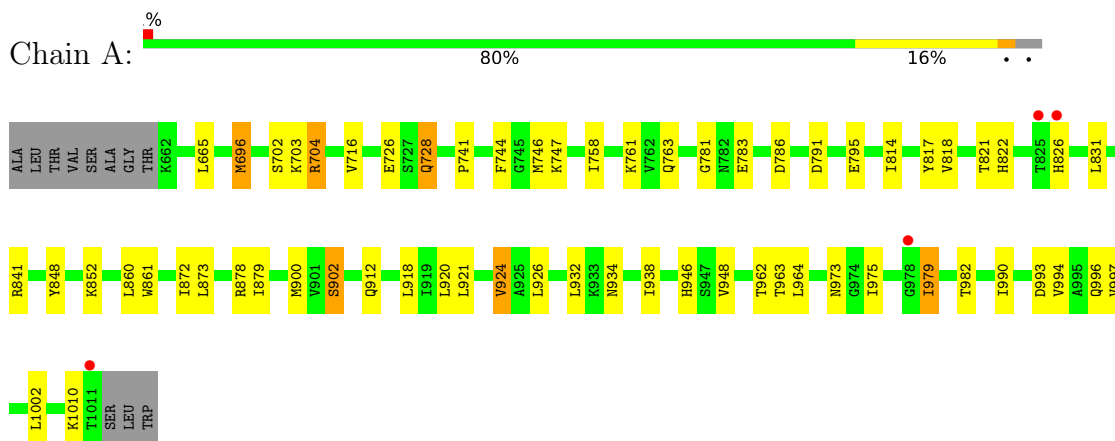 .%
Chain A:
80% 16% • •
ALA LEU THR VAL SER ALA GLY THR K662 L665 M696 S702 K703 R704 V716 E726 S727 Q728 P741 F744 G745 M746 K747 I758 K761 V762 Q763 G781 N782 E783 D786 D791 E795 I814 Y817 V818 T821 H822 T825 H826 L831
R841 Y848 K852 L860 W861 I872 L873 R878 I879 M900 V901 S902 Q912 L918 I919 L920 L921 V924 A925 L926 L932 K933 N934 I938 H946 S947 V948 T962 T963 L964 N973 G974 I975 G978 I979 T982 I990 D993 V994 A995 Q996 V997
L1002 K1010 T1011 SER LEU TRP